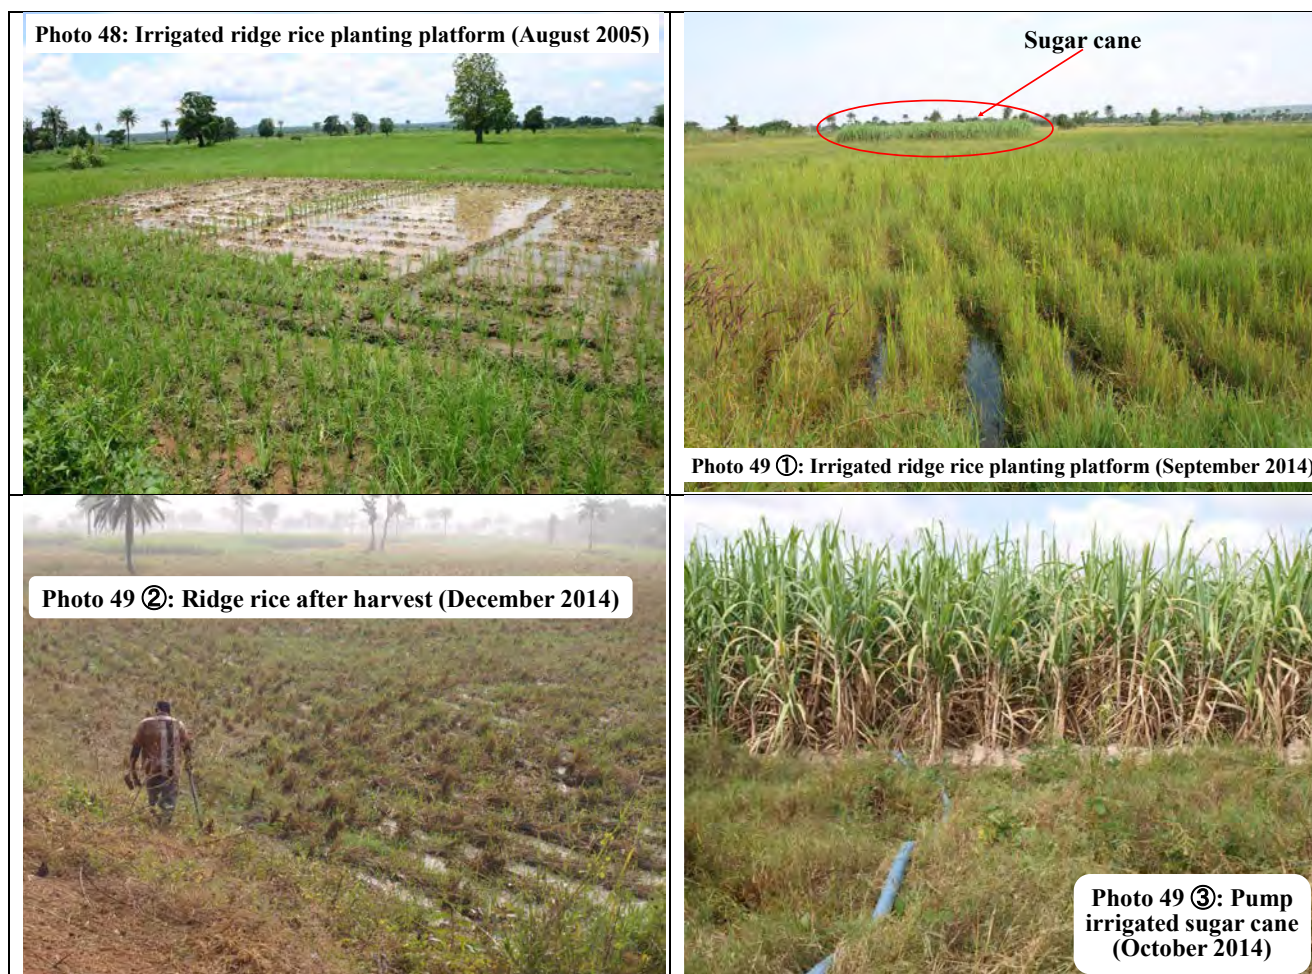 Photo 48: Irrigated ridge rice planting platform (August 2005)
Sugar cane
Photo 49 ①: Irrigated ridge rice planting platform (September 2014)
Photo 49 ②: Ridge rice after harvest (December 2014)
Photo 49 ③: Pump
irrigated sugar cane
(October 2014)